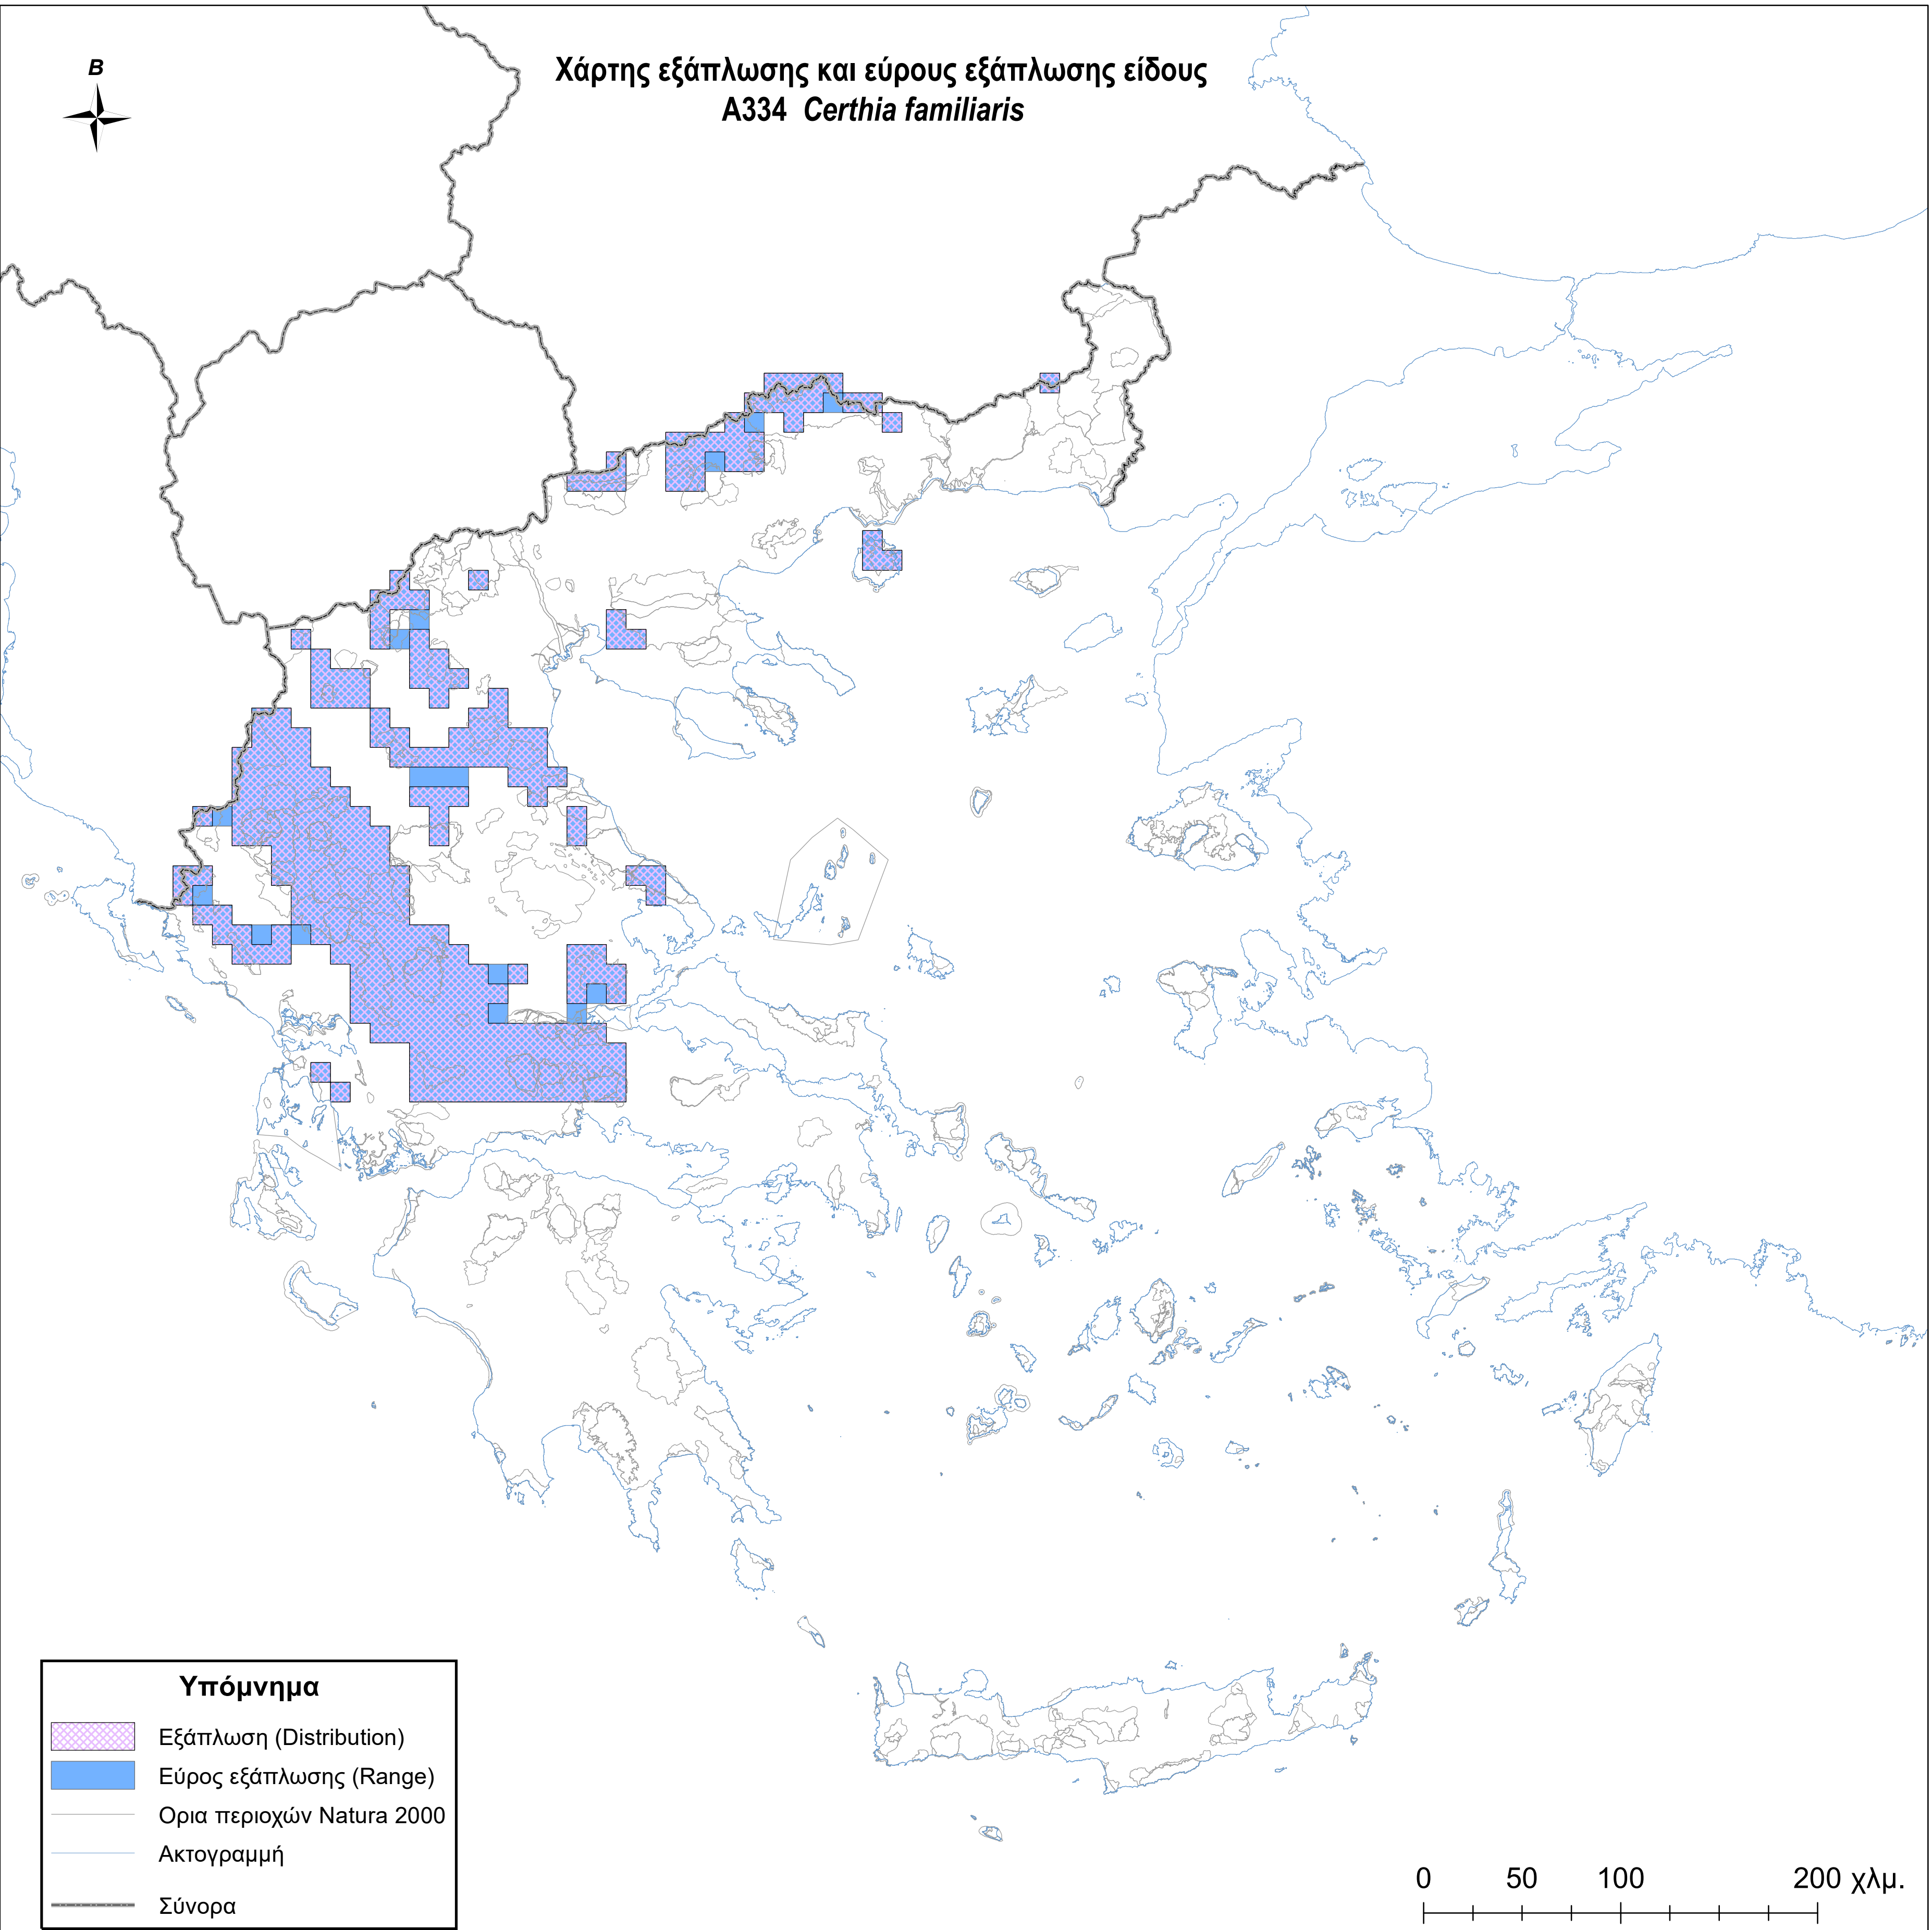 Χάρτης εξάπλωσης και εύρους εξάπλωσης είδους
Α334 Certhia familiaris
Β
Υπόμνημα
Εξάπλωση (Distribution)
Εύρος εξάπλωσης (Range)
Ορια περιοχών Natura 2000
Ακτογραμμή
Σύνορα
0 50 100 200 χλμ.